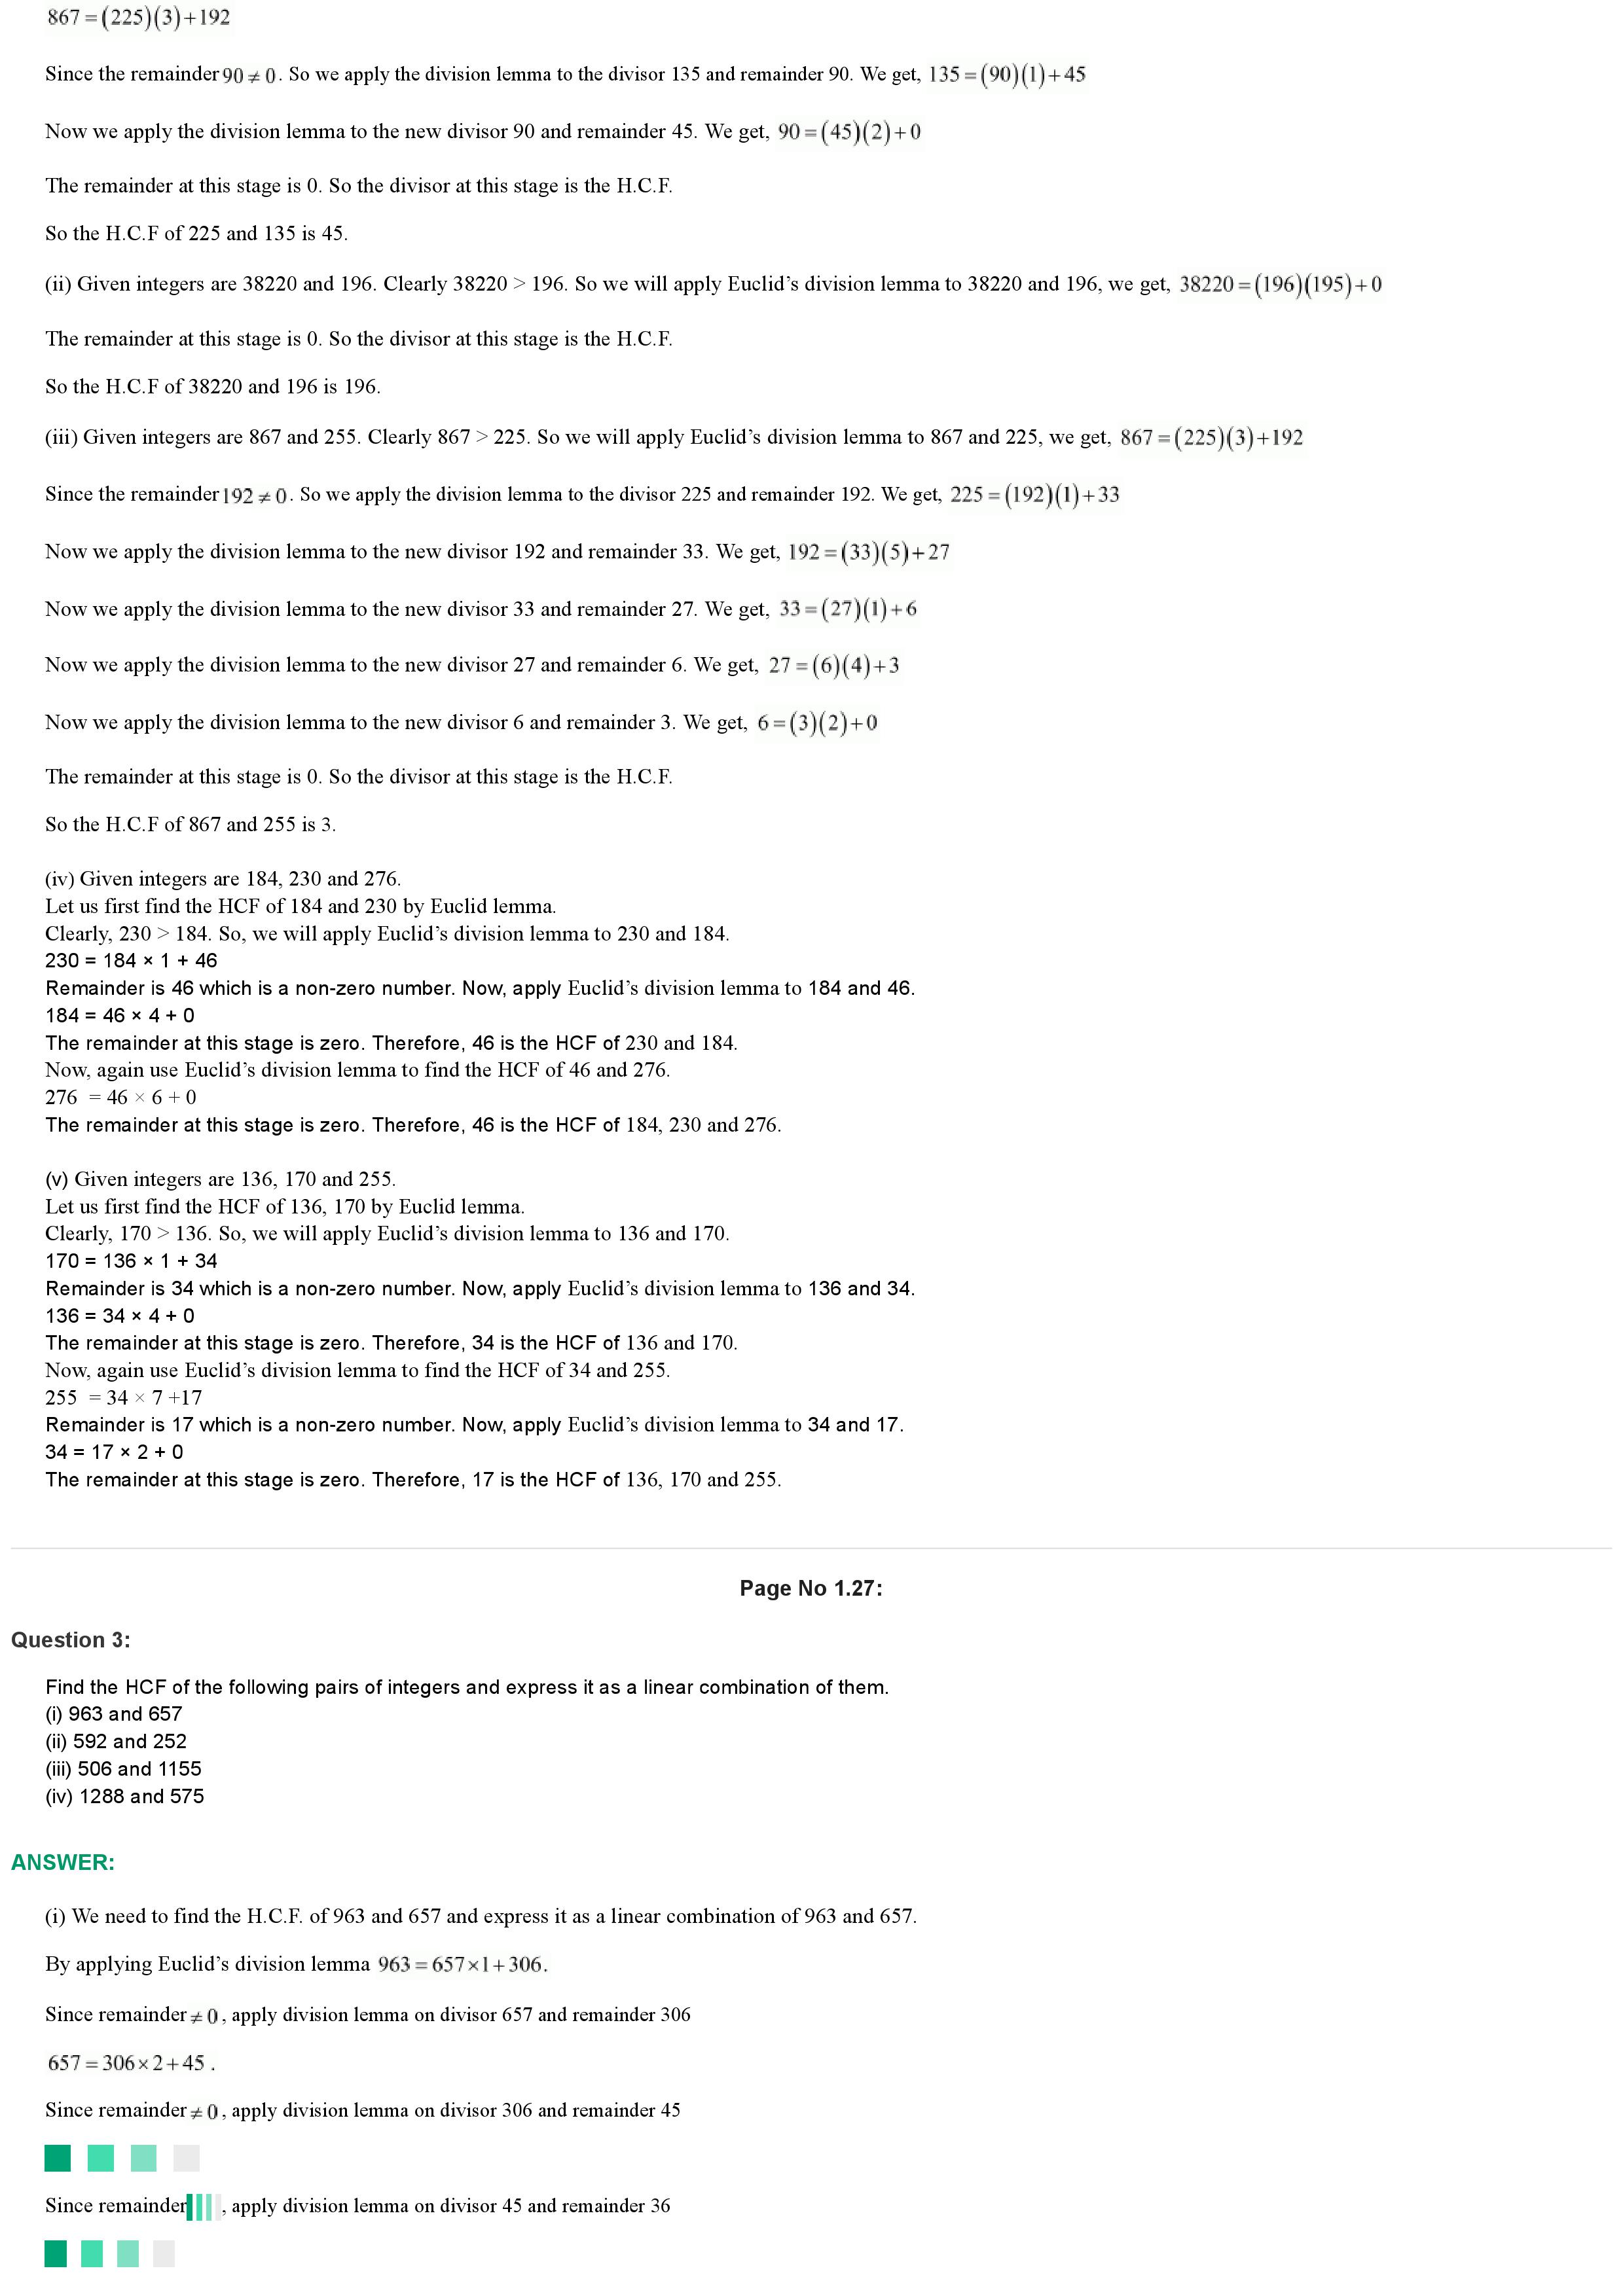 867 = (225)(3)+192
Since the remainder 90 ≠ 0. So we apply the division lemma to the divisor 135 and remainder 90. We get, 135 = (90)(1)+45
Now we apply the division lemma to the new divisor 90 and remainder 45. We get, 90 = (45)(2)+0
The remainder at this stage is 0. So the divisor at this stage is the H.C.F.
So the H.C.F of 225 and 135 is 45.
(ii) Given integers are 38220 and 196. Clearly 38220 > 196. So we will apply Euclid’s division lemma to 38220 and 196, we get, 38220 = (196)(195)+0
The remainder at this stage is 0. So the divisor at this stage is the H.C.F.
So the H.C.F of 38220 and 196 is 196.
(iii) Given integers are 867 and 255. Clearly 867 > 225. So we will apply Euclid’s division lemma to 867 and 225, we get, 867 = (225)(3)+192
Since the remainder 192 ≠ 0. So we apply the division lemma to the divisor 225 and remainder 192. We get, 225 = (192)(1)+33
Now we apply the division lemma to the new divisor 192 and remainder 33. We get, 192 = (33)(5)+27
Now we apply the division lemma to the new divisor 33 and remainder 27. We get, 33 = (27)(1)+6
Now we apply the division lemma to the new divisor 27 and remainder 6. We get, 27 = (6)(4)+3
Now we apply the division lemma to the new divisor 6 and remainder 3. We get, 6 = (3)(2)+0
The remainder at this stage is 0. So the divisor at this stage is the H.C.F.
So the H.C.F of 867 and 255 is 3.
(iv) Given integers are 184, 230 and 276.
Let us first find the HCF of 184 and 230 by Euclid lemma.
Clearly, 230 > 184. So, we will apply Euclid’s division lemma to 230 and 184.
230 = 184 × 1 + 46
Remainder is 46 which is a non-zero number. Now, apply Euclid’s division lemma to 184 and 46.
184 = 46 × 4 + 0
The remainder at this stage is zero. Therefore, 46 is the HCF of 230 and 184.
Now, again use Euclid’s division lemma to find the HCF of 46 and 276.
276 = 46 × 6 + 0
The remainder at this stage is zero. Therefore, 46 is the HCF of 184, 230 and 276.
(v) Given integers are 136, 170 and 255.
Let us first find the HCF of 136, 170 by Euclid lemma.
Clearly, 170 > 136. So, we will apply Euclid’s division lemma to 136 and 170.
170 = 136 × 1 + 34
Remainder is 34 which is a non-zero number. Now, apply Euclid’s division lemma to 136 and 34.
136 = 34 × 4 + 0
The remainder at this stage is zero. Therefore, 34 is the HCF of 136 and 170.
Now, again use Euclid’s division lemma to find the HCF of 34 and 255.
255 = 34 × 7 +17
Remainder is 17 which is a non-zero number. Now, apply Euclid’s division lemma to 34 and 17.
34 = 17 × 2 + 0
The remainder at this stage is zero. Therefore, 17 is the HCF of 136, 170 and 255.
Page No 1.27:
Question 3:
Find the HCF of the following pairs of integers and express it as a linear combination of them.
(i) 963 and 657
(ii) 592 and 252
(iii) 506 and 1155
(iv) 1288 and 575
ANSWER:
(i) We need to find the H.C.F. of 963 and 657 and express it as a linear combination of 963 and 657.
By applying Euclid’s division lemma 963 = 657×1+306.
Since remainder ≠ 0, apply division lemma on divisor 657 and remainder 306
657 = 306×2+45 .
Since remainder ≠ 0, apply division lemma on divisor 306 and remainder 45
Since remainder , apply division lemma on divisor 45 and remainder 36